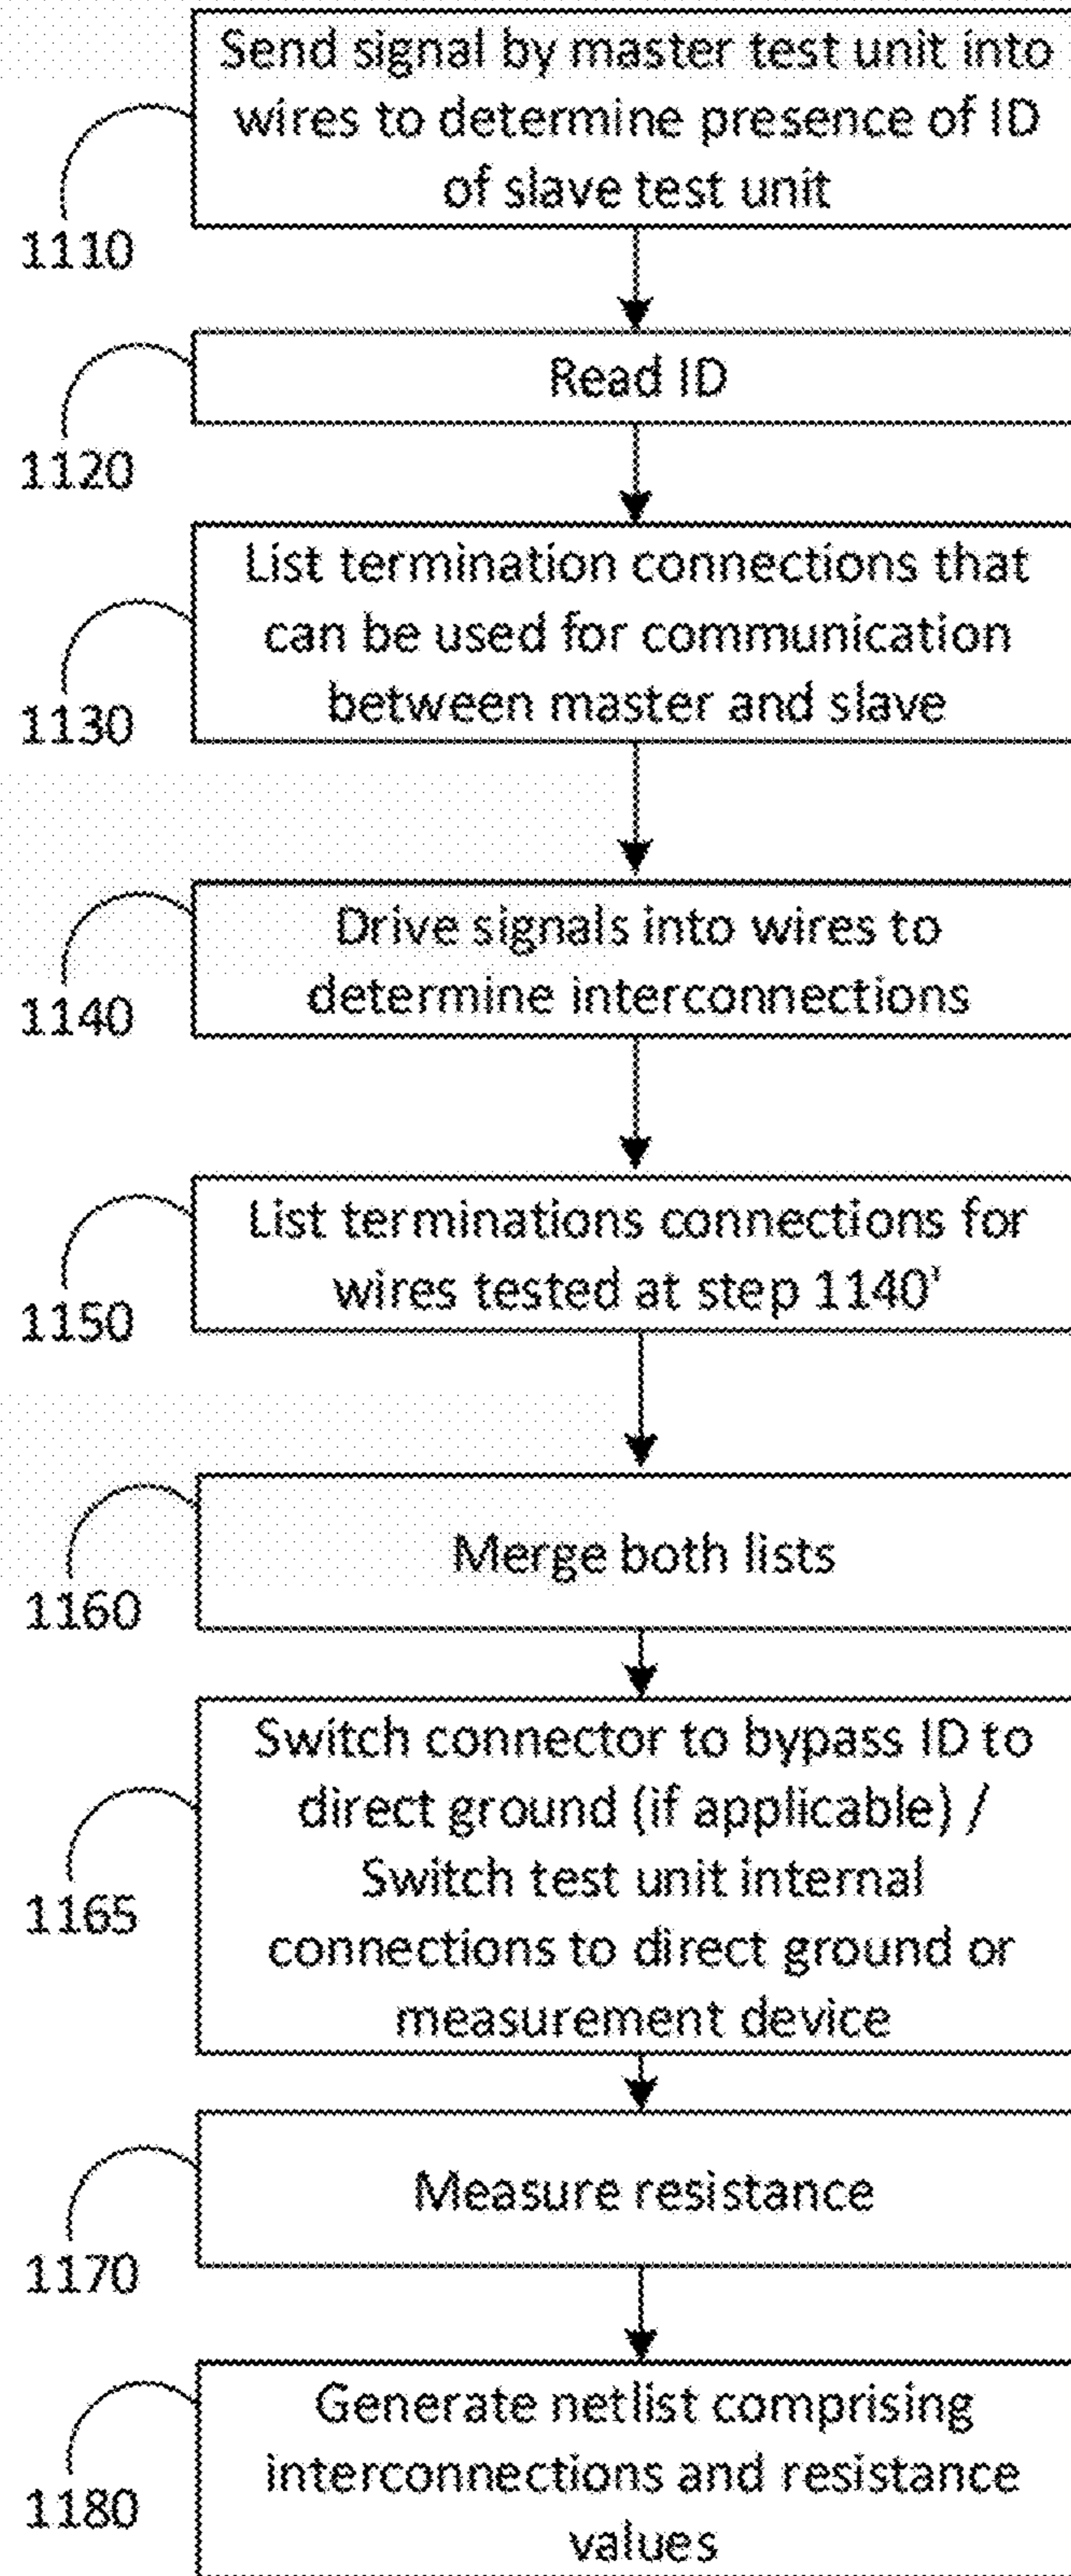 Send signal by master test unit into
wires to determine presence of ID
of slave test unit
1110
Read ID
1120
List termination connections that
can be used for communication
between master and slave
1130
Drive signals into wires to
determine interconnections
1140
List terminations connections for
wires tested at step 1140'
1150
Merge both lists
1160
Switch connector to bypass ID to
direct ground (if applicable) /
Switch test unit internal
connections to direct ground or
measurement device
1165
Measure resistance
1170
Generate netlist comprising
interconnections and resistance
values
1180